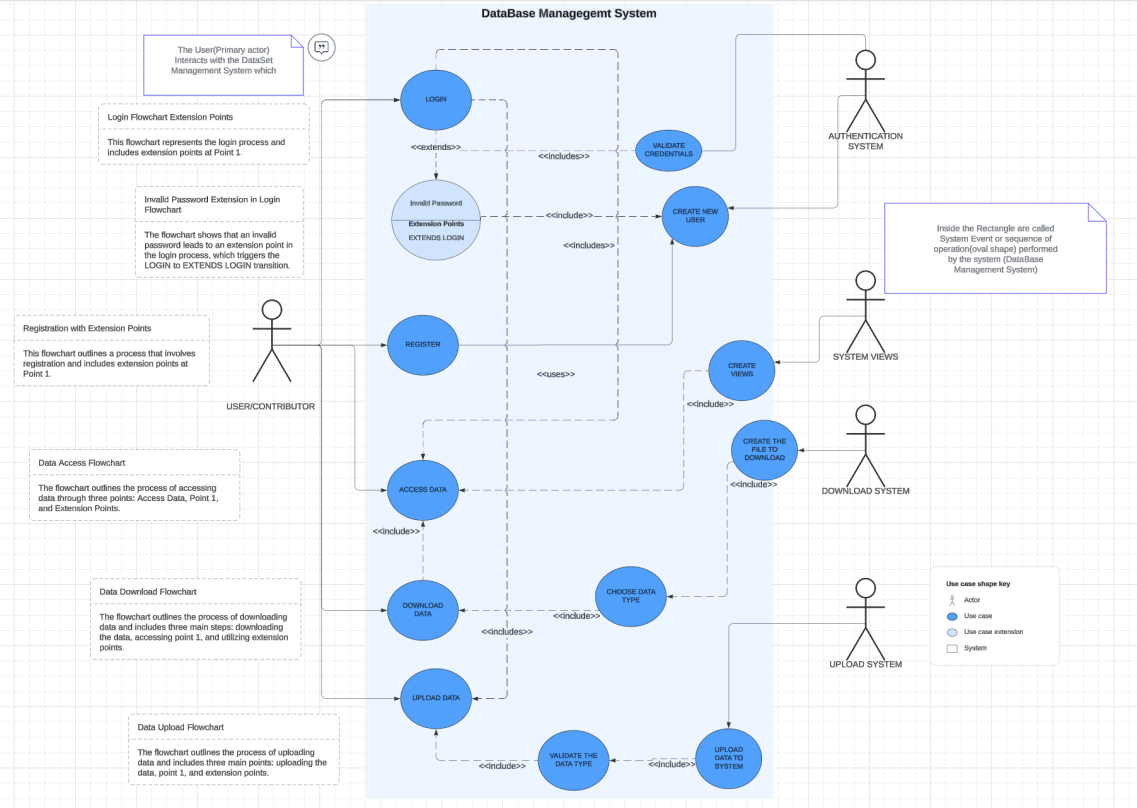 DataBase Managegemt System
The User(Primary actor)
Interacts with the DataSet
Management System which
Login Flowchart Extension Points
This flowchart represents the login process and
includes extension points at Point 1.
Invalid Password Extension in Login
Flowchart
The flowchart shows that an invalid
password leads to an extension point in
the login process, which triggers the
LOGIN to EXTENDS LOGIN transition.
Registration with Extension Points
This flowchart outlines a process that involves
registration and includes extension points at
Point 1.
USER/CONTRIBUTOR
Data Access Flowchart
The flowchart outlines the process of accessing
data through three points: Access Data, Point 1,
and Extension Points.
Data Download Flowchart
The flowchart outlines the process of downloading
data and includes three main steps: downloading
the data, accessing point 1, and utilizing extension
points.
Data Upload Flowchart
The flowchart outlines the process of uploading
data and includes three main points: uploading the
data, point 1, and extension points.
LOGIN
<<extends>>
<<includes>>
VALIDATE
CREDENTIALS
Invalid Password
Extension Points
EXTENDS LOGIN
<<include>>
CREATE NEW
USER
<<includes>>
REGISTER
<<uses>>
CREATE
VIEWS
<<include>>
CREATE THE
FILE TO
DOWNLOAD
<<include>>
ACCESS DATA
<<include>>
DOWNLOAD
DATA
<<include>>
CHOOSE DATA
TYPE
<<includes>>
UPLOAD DATA
<<include>>
VALIDATE THE
DATA TYPE
<<include>>
UPLOAD
DATA TO
SYSTEM
AUTHENTICATION
SYSTEM
Inside the Rectangle are called
System Event or sequence of
operation(oval shape) performed
by the system (DataBase
Management System)
SYSTEM VIEWS
DOWNLOAD SYSTEM
UPLOAD SYSTEM
Use case shape key
Actor
Use case
Use case extension
System